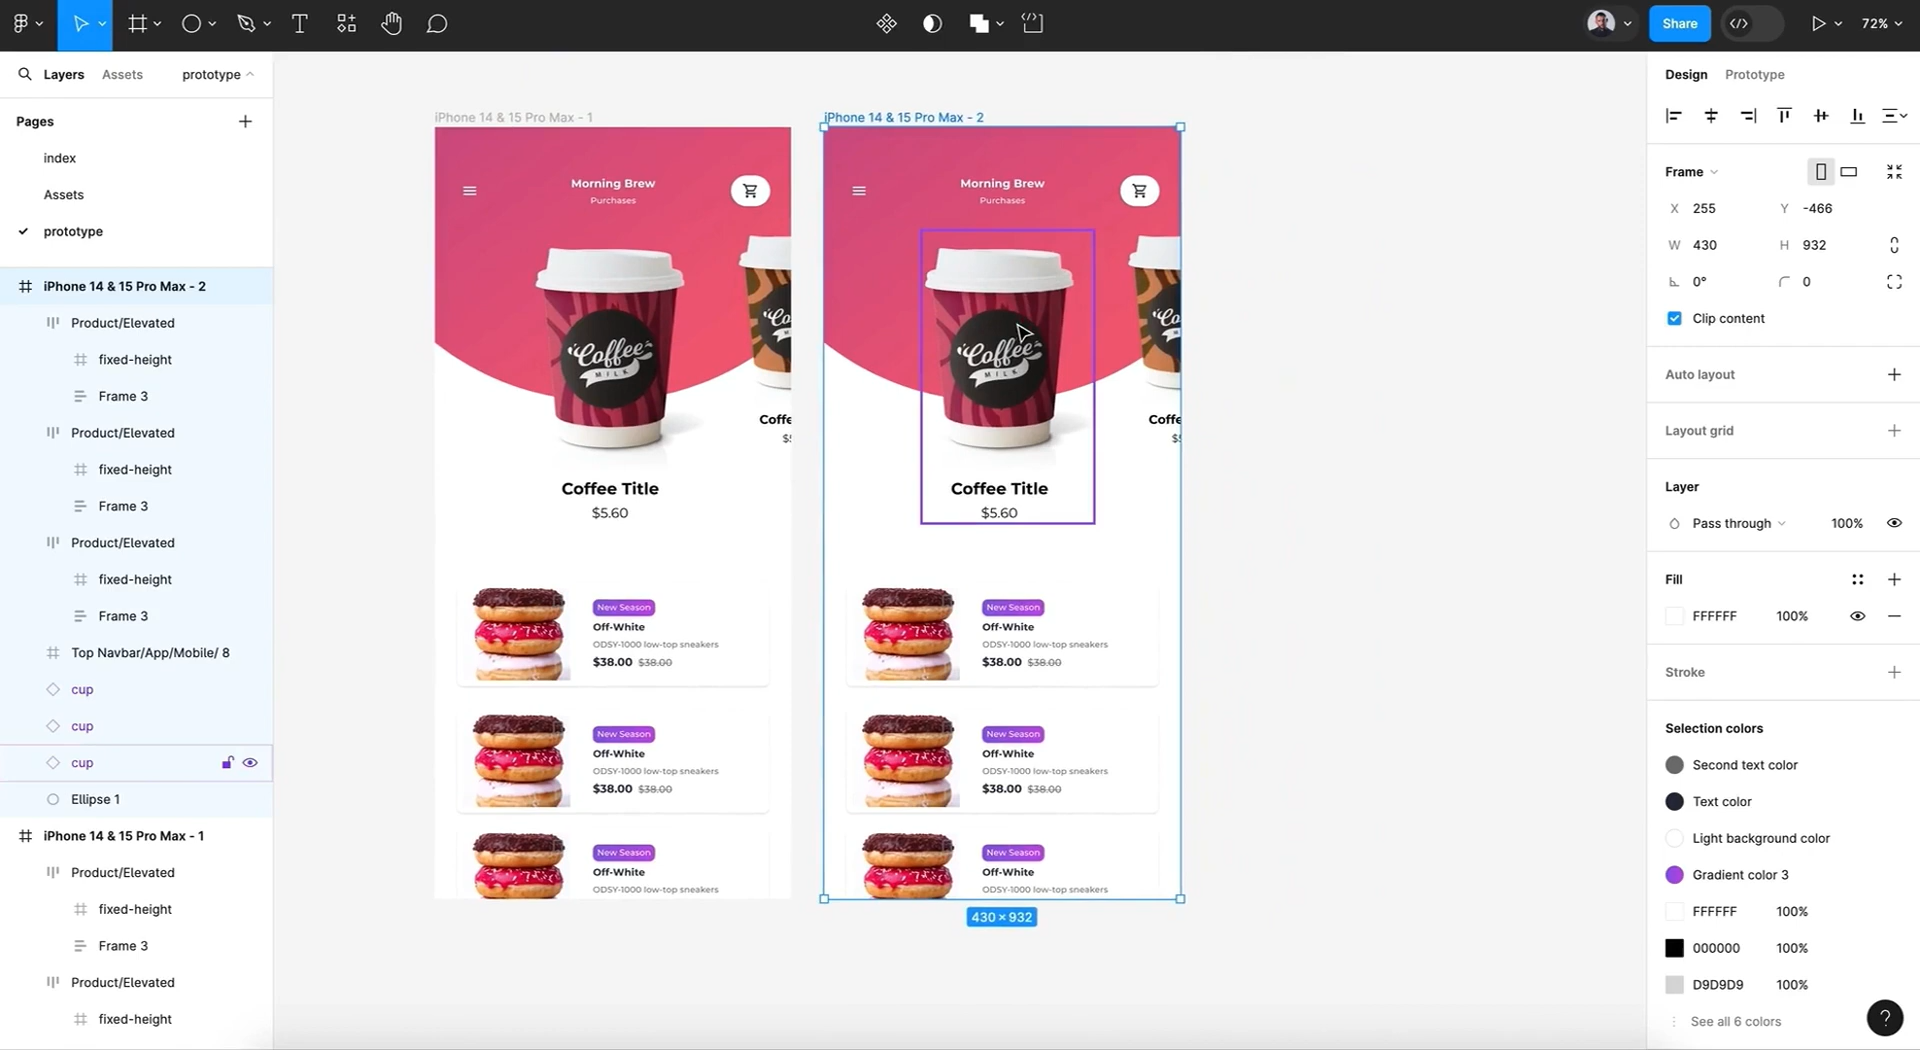 Share
72%
Layers
Assets
prototype
Pages
index
Assets
prototype
iPhone 14 & 15 Pro Max - 2
Product/Elevated
fixed-height
Frame 3
Product/Elevated
fixed-height
Frame 3
Product/Elevated
fixed-height
Frame 3
Top Navbar/App/Mobile/ 8
cup
cup
cup
Ellipse 1
iPhone 14 & 15 Pro Max - 1
Product/Elevated
fixed-height
Frame 3
Product/Elevated
fixed-height
iPhone 14 & 15 Pro Max - 1
Morning Brew
Purchases
Coffee
MILK
Co
Coffe
$5
Coffee Title
$5.60
New Season
Off-White
ODSY-1000 low-top sneakers
$38.00 $38.00
New Season
Off-White
ODSY-1000 low-top sneakers
$38.00 $38.00
New Season
Off-White
ODSY-1000 low-top sneakers
iPhone 14 & 15 Pro Max - 2
Morning Brew
Purchases
Coffee
MILK
Co
Coffe
$5
Coffee Title
$5.60
New Season
Off-White
ODSY-1000 low-top sneakers
$38.00 $38.00
New Season
Off-White
ODSY-1000 low-top sneakers
$38.00 $38.00
New Season
Off-White
ODSY-1000 low-top sneakers
430 × 932
Design
Prototype
Frame
X 255 Y -466
W 430 H 932
0° 0
Clip content
Auto layout
Layout grid
Layer
Pass through 100%
Fill
FFFFFF 100%
Stroke
Selection colors
Second text color
Text color
Light background color
Gradient color 3
FFFFFF 100%
000000 100%
D9D9D9 100%
See all 6 colors
?